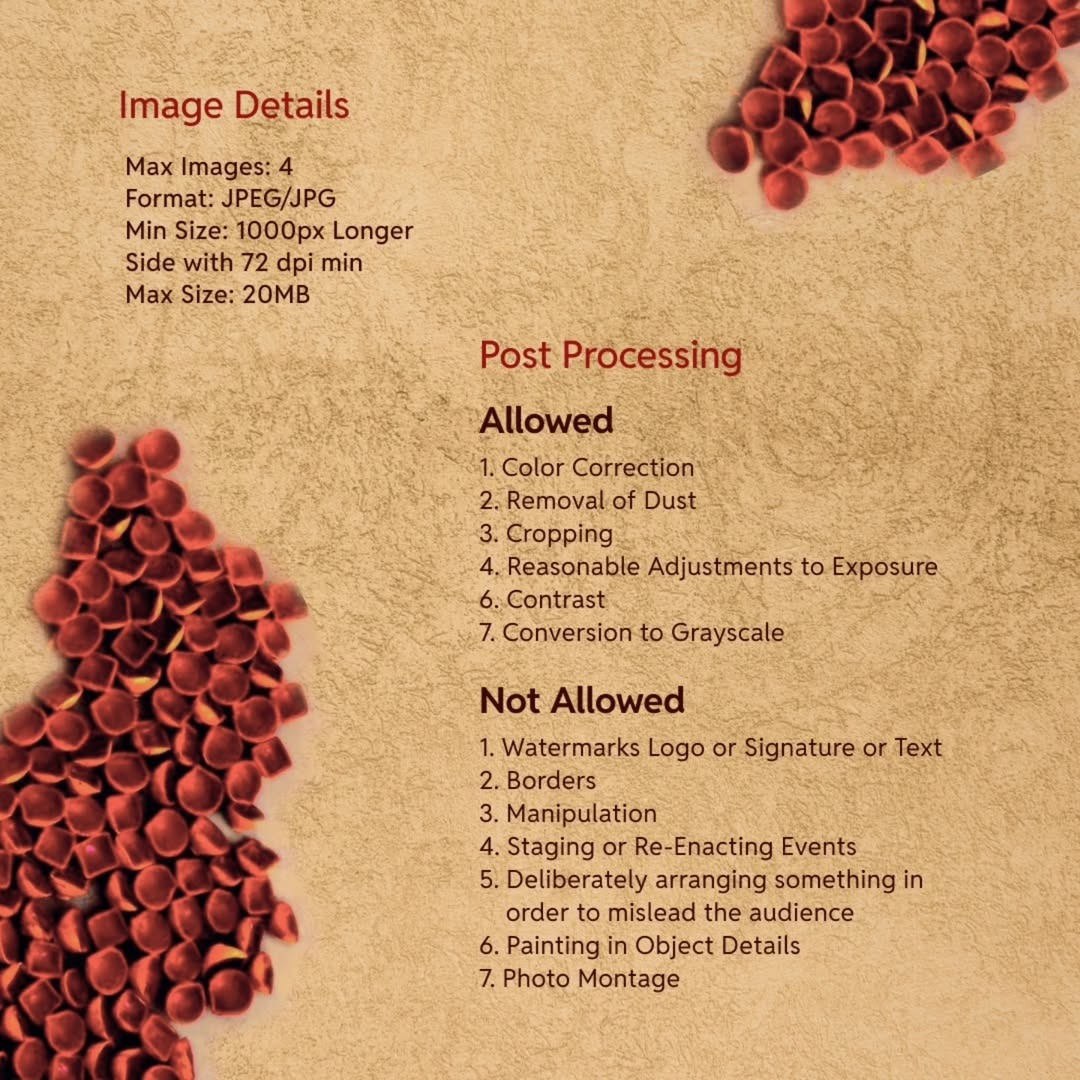 Image Details
Max Images: 4
Format: JPEG/JPG
Min Size: 1000px Longer
Side with 72 dpi min
Max Size: 20MB
Post Processing
Allowed
1. Color Correction
2. Removal of Dust
3. Cropping
4. Reasonable Adjustments to Exposure
6. Contrast
7. Conversion to Grayscale
Not Allowed
1. Watermarks Logo or Signature or Text
2. Borders
3. Manipulation
4. Staging or Re-Enacting Events
5. Deliberately arranging something in
order to mislead the audience
6. Painting in Object Details
7. Photo Montage